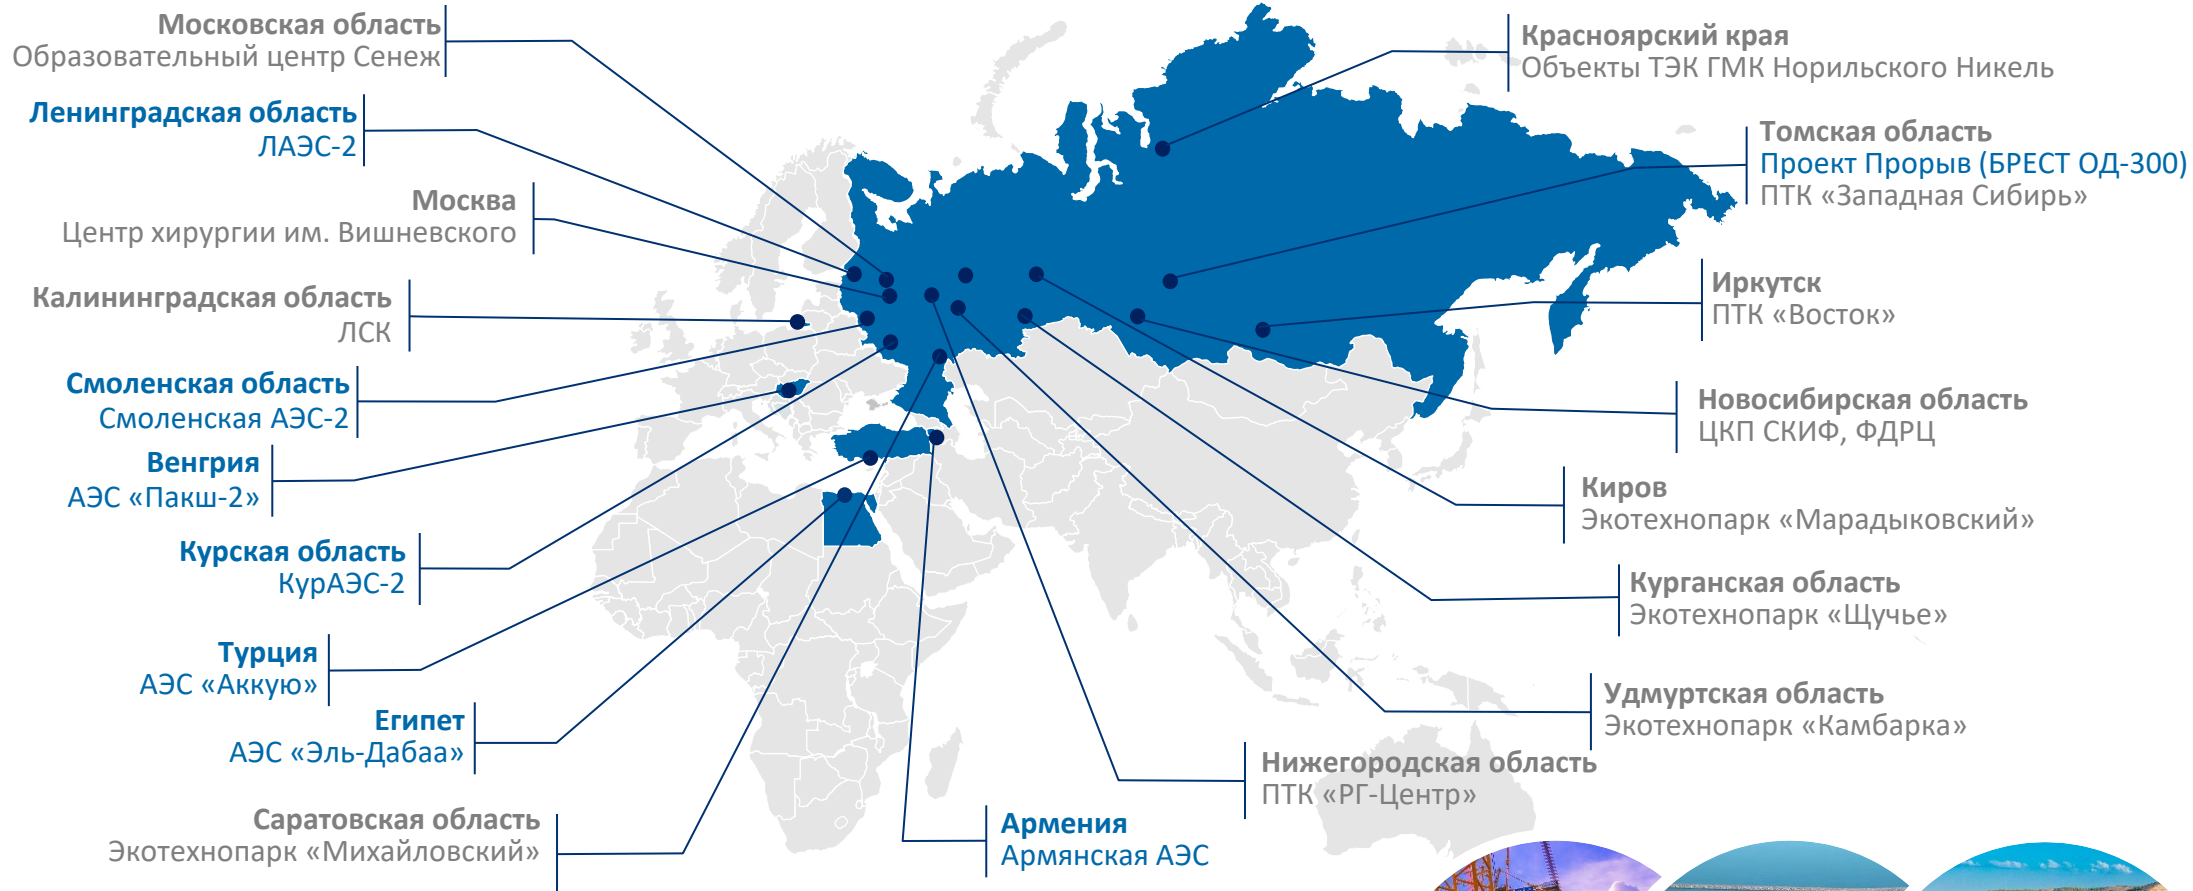 Московская область
Образовательный центр Сенеж
Ленинградская область
ЛАЭС-2
Москва
Центр хирургии им. Вишневского
Калининградская область
ЛСК
Смоленская область
Смоленская АЭС-2
Венгрия
АЭС «Пакш-2»
Курская область
КурАЭС-2
Турция
АЭС «Аккую»
Египет
АЭС «Эль-Дабаа»
Саратовская область
Экотехнопарк «Михайловский»
Армения
Армянская АЭС
Красноярский края
Объекты ТЭК ГМК Норильского Никель
Томская область
Проект Прорыв (БРЕСТ ОД-300)
ПТК «Западная Сибирь»
Иркутск
ПТК «Восток»
Новосибирская область
ЦКП СКИФ, ФДРЦ
Киров
Экотехнопарк «Марадыковский»
Курганская область
Экотехнопарк «Щучье»
Удмуртская область
Экотехнопарк «Камбарка»
Нижегородская область
ПТК «РГ-Центр»